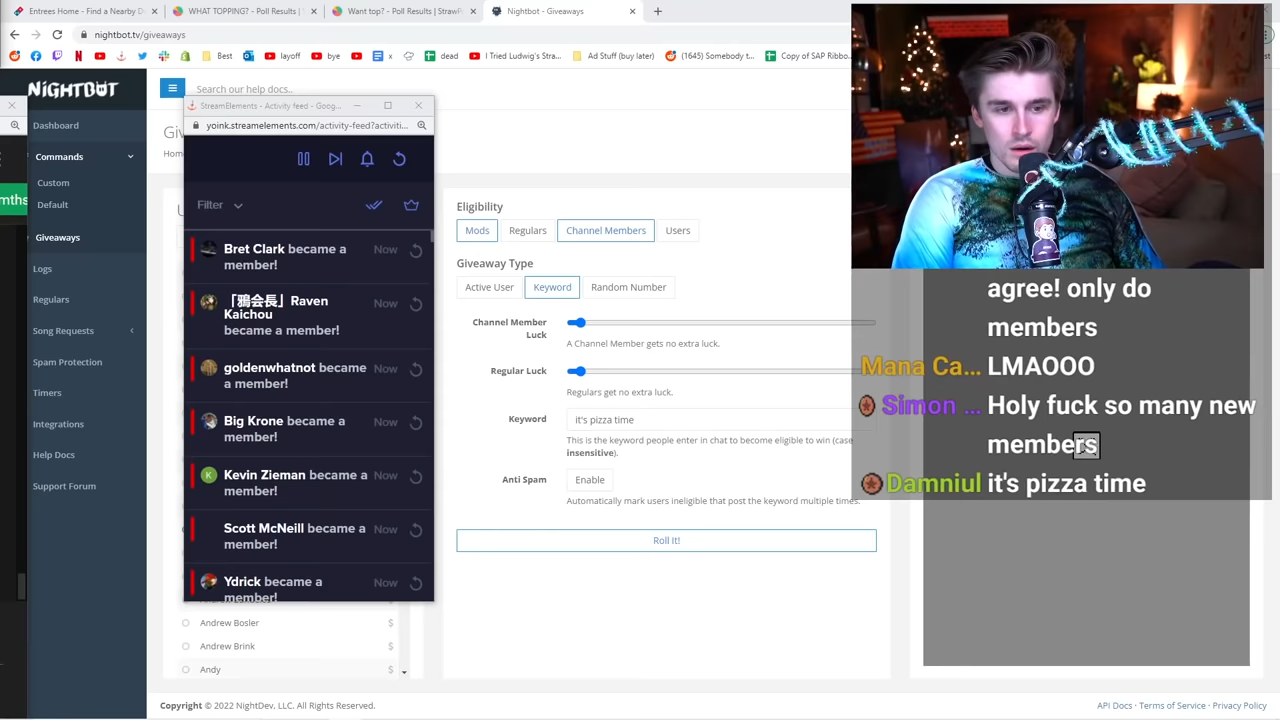 Entrees Home - Find a Nearby D
WHAT TOPPING? - Poll Results |
Want top? - Poll Results | StrawP
Nightbot - Giveaways
nightbot.tv/giveaways
Best
layoff
bye
dead
I Tried Ludwig's Stra...
Ad Stuff (buy later)
(1645) Somebody t...
Copy of SAP Ribbo...
NIGHTBOT
Search our help docs..
Dashboard
Commands
Custom
Default
Giveaways
Logs
Regulars
Song Requests
Spam Protection
Timers
Integrations
Help Docs
Support Forum
StreamElements - Activity feed - Goog...
yoink.streamelements.com/activity-feed?activiti...
Filter
Bret Clark became a
member!
Now
「鴉会長」Raven
Kaichou
became a member!
Now
goldenwhatnot became
a member!
Now
Big Krone became a
member!
Now
Kevin Zieman became a
member!
Now
Scott McNeill became a
member!
Now
Ydrick became a
member!
Now
Andrew Bosler
$
Andrew Brink
$
Andy
$
Eligibility
Mods
Regulars
Channel Members
Users
Giveaway Type
Active User
Keyword
Random Number
Channel Member
Luck
A Channel Member gets no extra luck.
Regular Luck
Regulars get no extra luck.
Keyword
it's pizza time
This is the keyword people enter in chat to become eligible to win (case
insensitive).
Anti Spam
Enable
Automatically mark users ineligible that post the keyword multiple times.
Roll It!
agree! only do
members
Mana Ca... LMAOOO
Simon ... Holy fuck so many new
members
Damniul it's pizza time
Copyright © 2022 NightDev, LLC. All Rights Reserved.
API Docs · Terms of Service · Privacy Policy